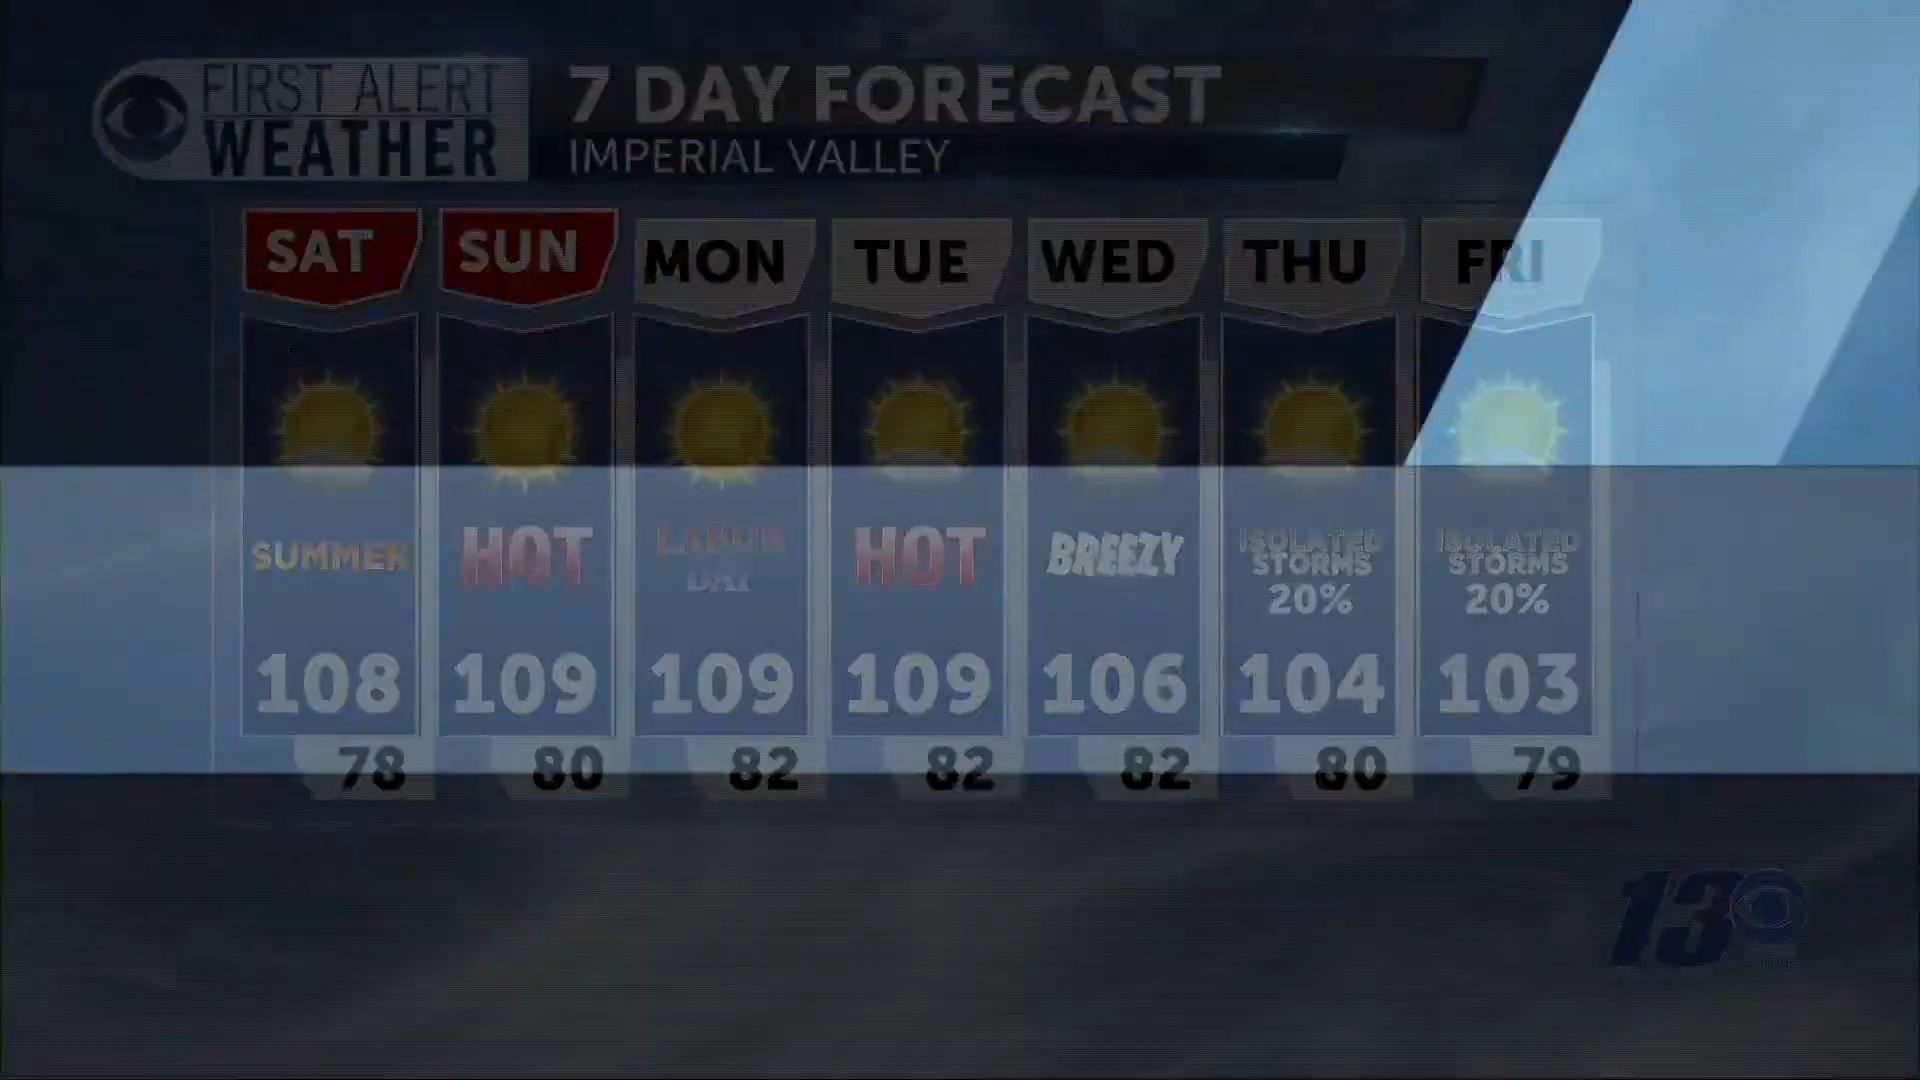 FIRST ALERT
WEATHER
7 DAY FORECAST
IMPERIAL VALLEY
SAT SUN MON TUE WED THU FRI
SUMMER HOT LABOR DAY HOT BREEZY ISOLATED STORMS 20% ISOLATED STORMS 20%
108 109 109 109 106 104 103
78 80 82 82 82 80 79
13